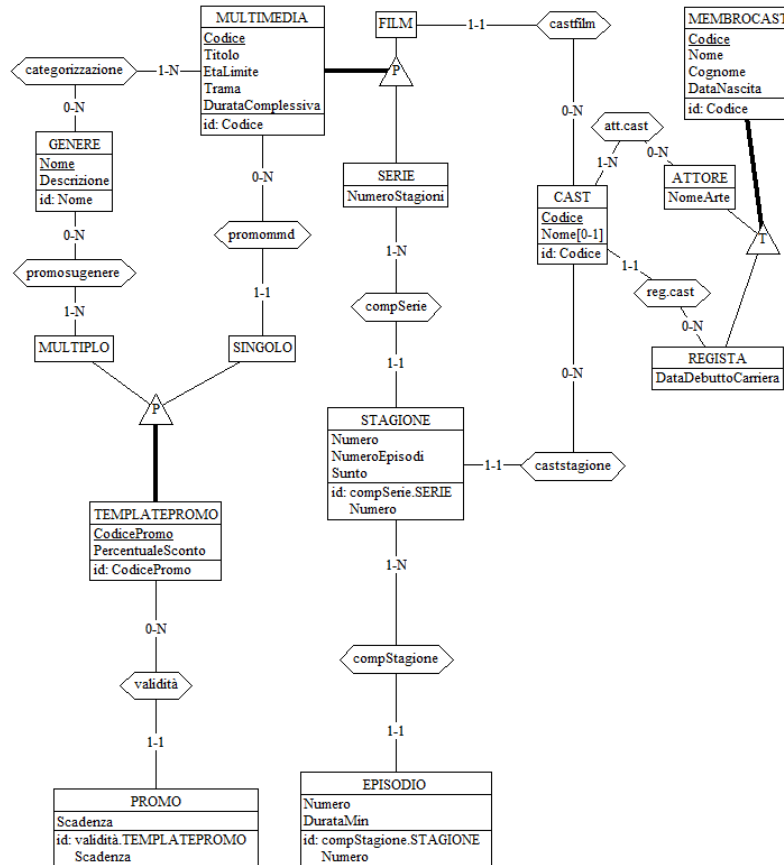 MULTIMEDIA
Codice
Titolo
EtaLimite
Trama
DurataComplessiva
id: Codice
FILM
1-1
castfilm
MEMBROCAST
Codice
Nome
Cognome
DataNascita
id: Codice
categorizzazione
1-N
P
0-N
GENERE
Nome
Descrizione
id: Nome
0-N
0-N
att.cast
1-N
0-N
SERIE
NumeroStagioni
CAST
Codice
Nome[0-1]
id: Codice
ATTORE
NomeArte
T
0-N
promommd
1-N
1-1
reg.cast
0-N
promosugenere
1-N
1-1
compSerie
MULTIPLO
SINGOLO
REGISTA
DataDebuttoCarriera
1-1
0-N
P
STAGIONE
Numero
NumeroEpisodi
Sunto
id: compSerie.SERIE
Numero
1-1
caststagione
TEMPLATEPROMO
CodicePromo
PercentualeSconto
id: CodicePromo
1-N
0-N
compStagione
validità
1-1
1-1
PROMO
Scadenza
id: validità.TEMPLATEPROMO
Scadenza
EPISODIO
Numero
DurataMin
id: compStagione.STAGIONE
Numero